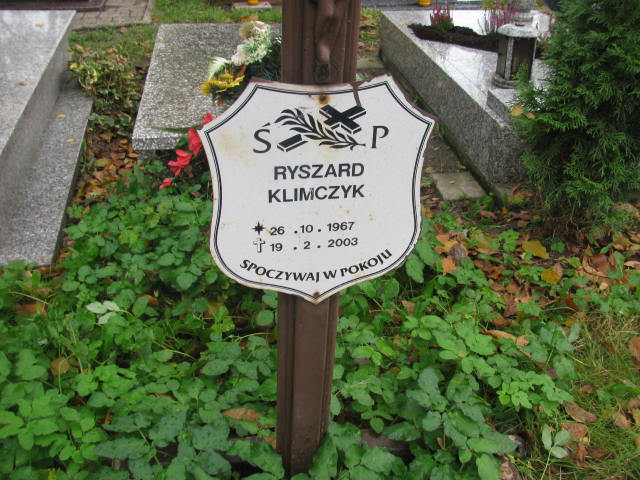 S P
RYSZARD
KLIMCZYK
26 . 10 . 1967
19 . 2 . 2003
SPOCZYWAJ W POKOJU